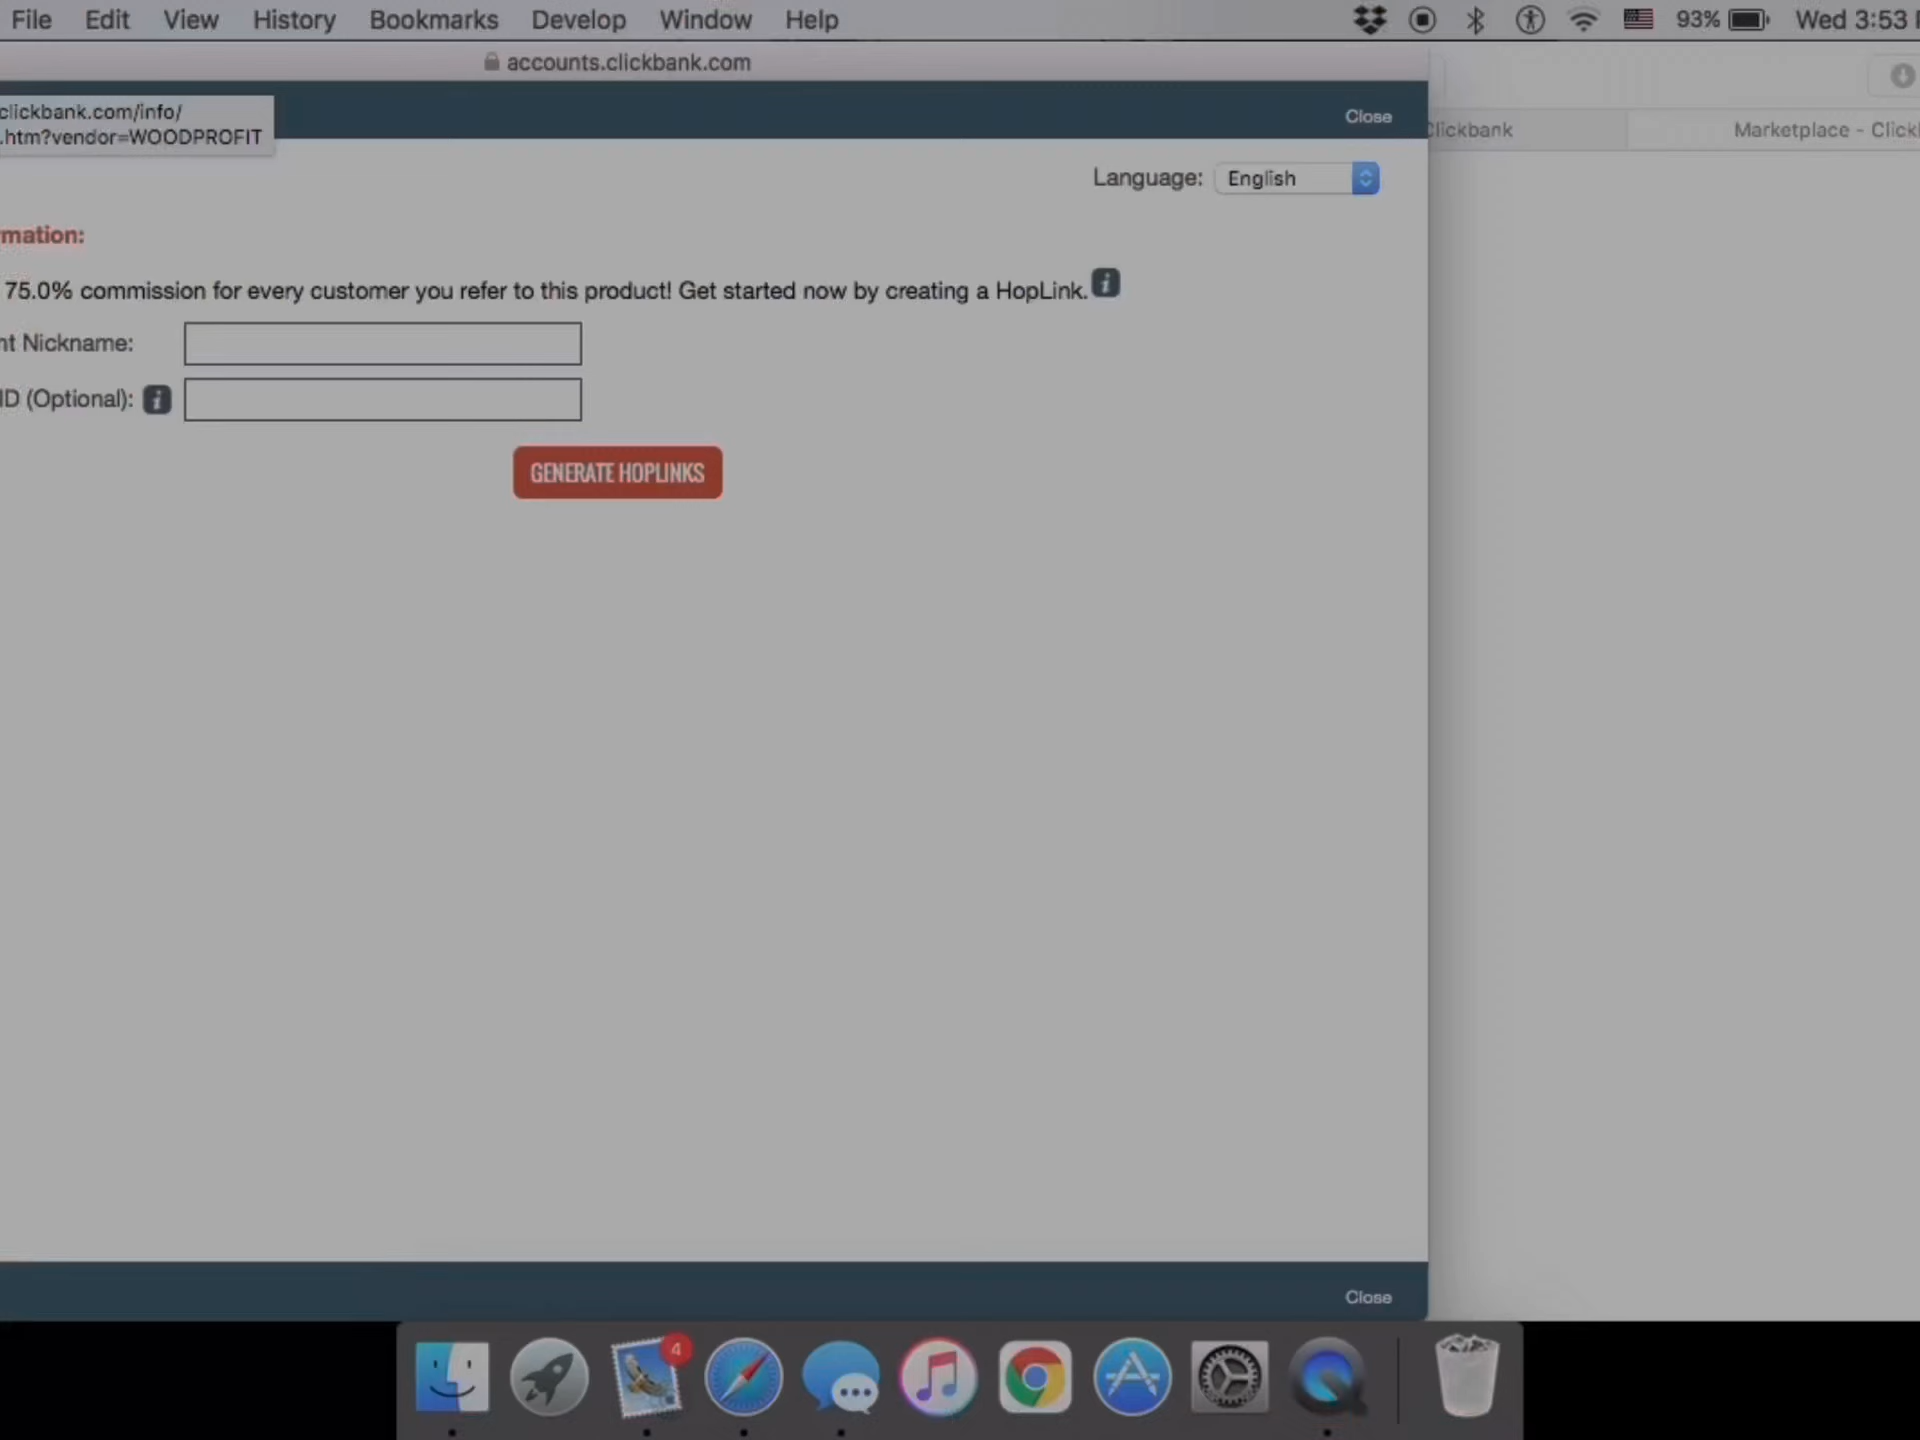 File Edit View History Bookmarks Develop Window Help 93% Wed 3:53
accounts.clickbank.com
clickbank.com/info/
.htm?vendor=WOODPROFIT
Close
Clickbank
Marketplace - Click
Language: English
mation:
75.0% commission for every customer you refer to this product! Get started now by creating a HopLink. i
nt Nickname:
ID (Optional): i
GENERATE HOPLINKS
Close
4